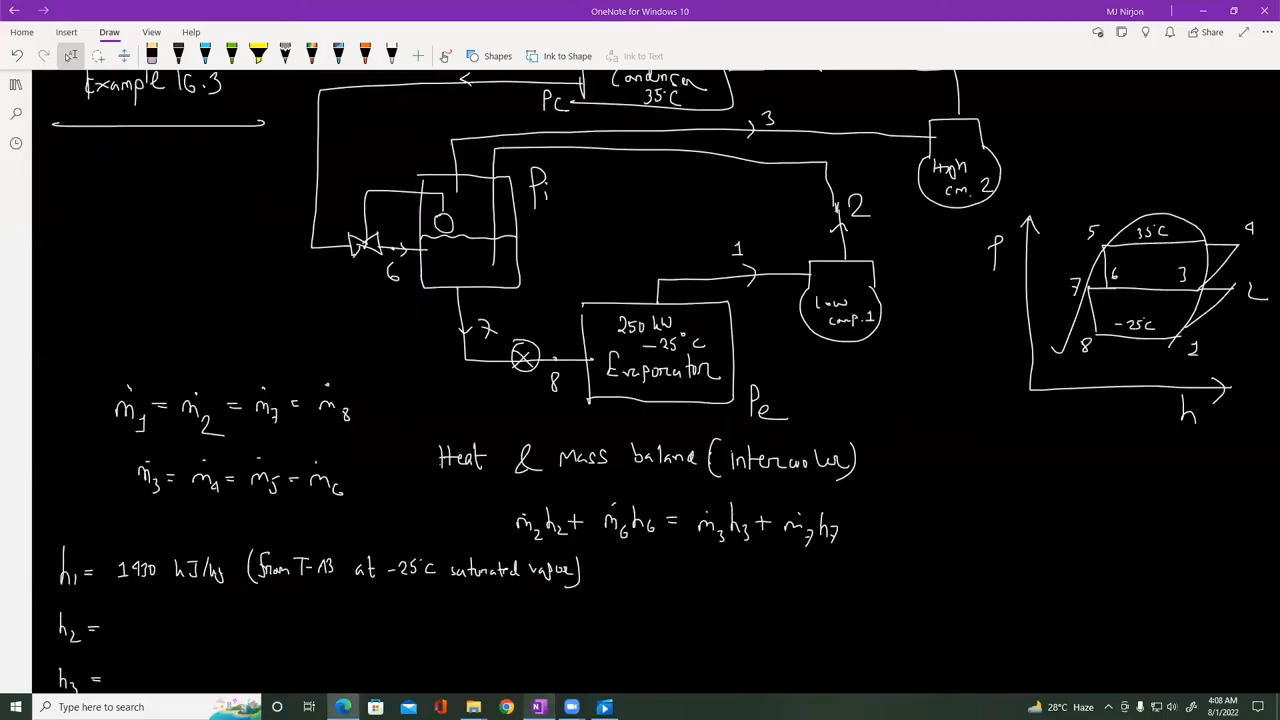 OneNote for Windows 10
MJ Nirjon
Home Insert Draw View Help
Share
Shapes
Ink to Shape
Ink to Text
Example 16.3
Condenser
35°C
Pc
3
High
cm. 2
Pi
2
6
1
Low
comp. 1
7
250 kW
-25°C
Evaporator
8
Pe
P
5 35°C 4
7 6 3 2
-25°C
8 1
h
ṁ1 = ṁ2 = ṁ7 = ṁ8
ṁ3 = ṁ4 = ṁ5 = ṁ6
Heat & Mass balance (intercooler)
ṁ2h2 + ṁ6h6 = ṁ3h3 + ṁ7h7
h1 = 1430 kJ/kg (from T-A3 at -25°C saturated vapor)
h2 =
h3 =
Type here to search
28°C Haze
4:08 AM
8/1/2022